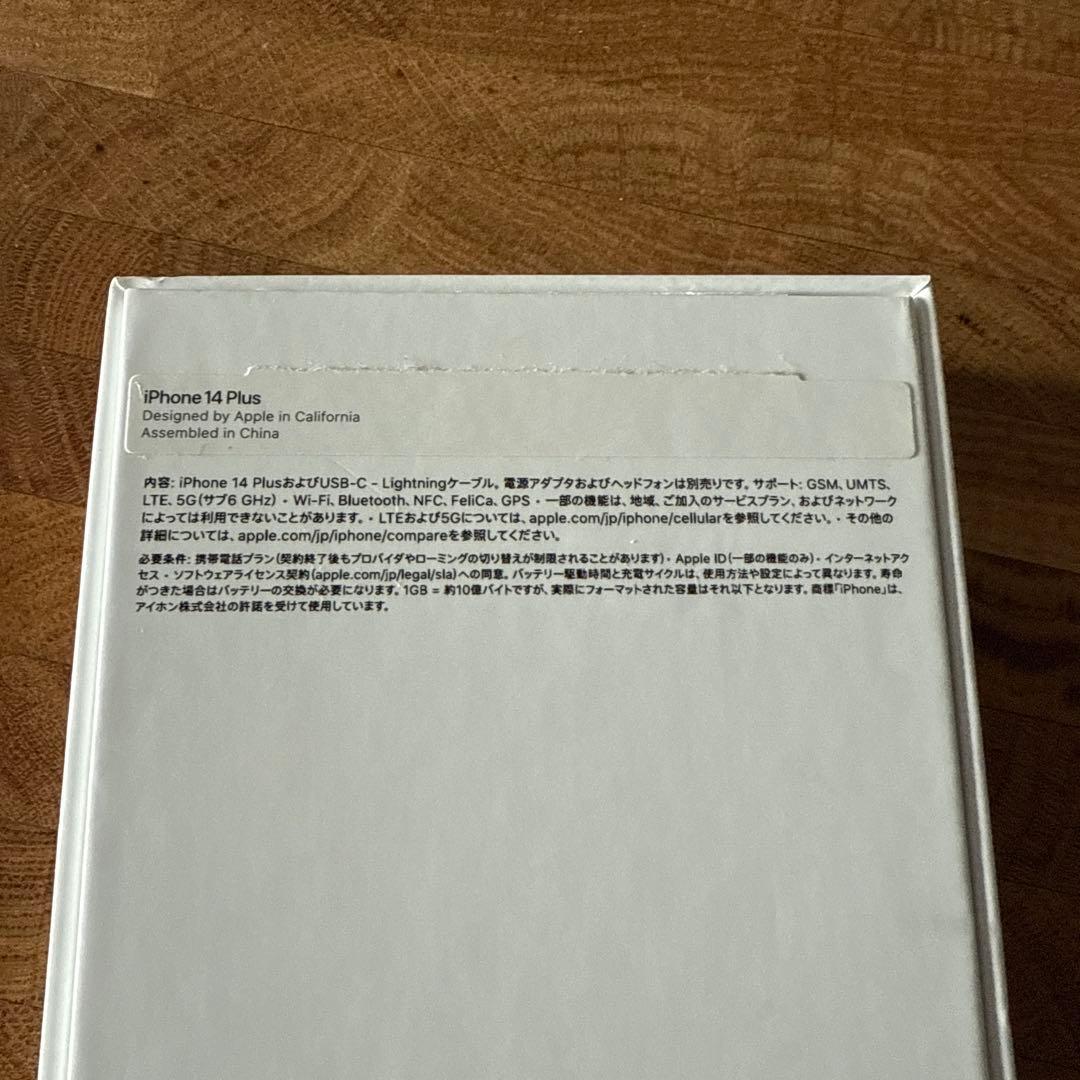 iPhone 14 Plus
Designed by Apple in California
Assembled in China
内容: iPhone 14 PlusおよびUSB-C - Lightningケーブル。電源アダプタおよびヘッドフォンは別売りです。サポート: GSM、UMTS、
LTE、5G(サブ6 GHz)・Wi-Fi、Bluetooth、NFC、FeliCa、GPS・一部の機能は、地域、ご加入のサービスプラン、およびネットワーク
によっては利用できないことがあります。・LTEおよび5Gについては、apple.com/jp/iphone/cellularを参照してください。・その他の
詳細については、apple.com/jp/iphone/compareを参照してください。
必要条件: 携帯電話プラン(契約終了後もプロバイダやローミングの切り替えが制限されることがあります)・Apple ID(一部の機能のみ)・インターネットアク
セス・ソフトウェアライセンス契約(apple.com/jp/legal/sla)への同意。バッテリー駆動時間と充電サイクルは、使用方法や設定によって異なります。寿命
がつきた場合はバッテリーの交換が必要になります。1GB = 約10億バイトですが、実際にフォーマットされた容量はそれ以下となります。商標「iPhone」は、
アイホン株式会社の許諾を受けて使用しています。